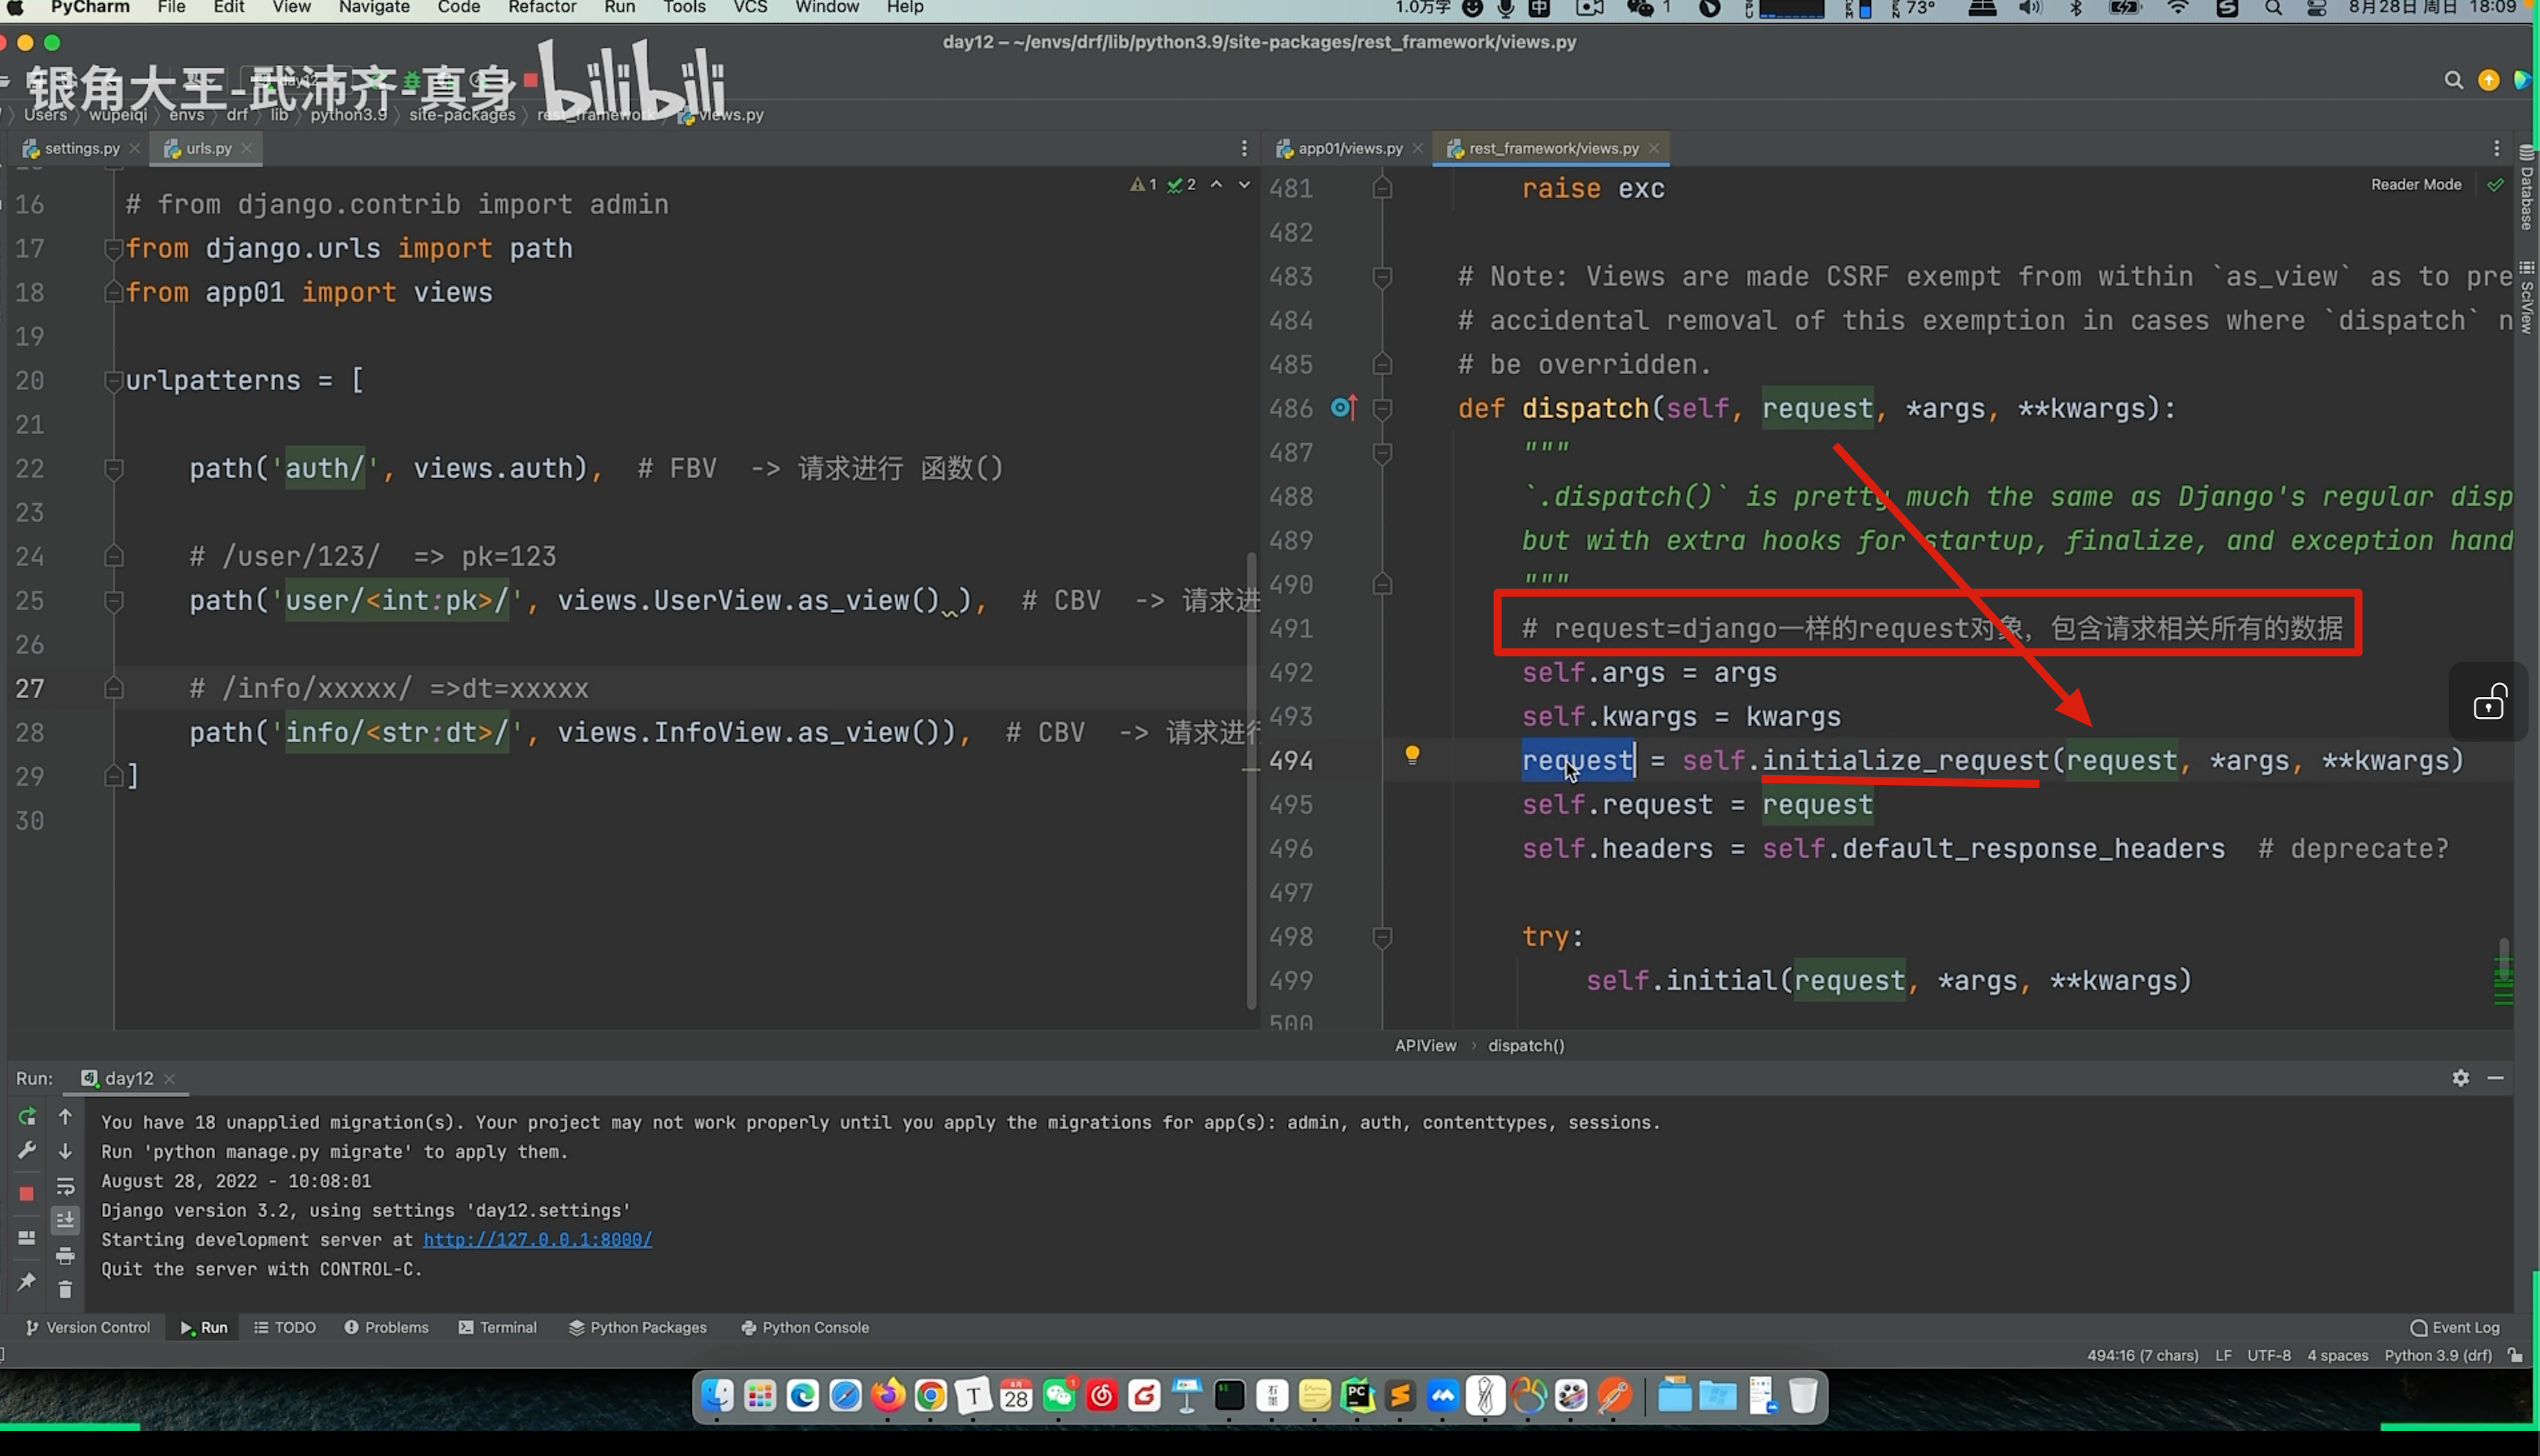 PyCharm File Edit View Navigate Code Refactor Run Tools VCS Window Help 1.0万字 中 1 73° 8月28日 周日 18:09
day12 – ~/envs/drf/lib/python3.9/site-packages/rest_framework/views.py
银角大王-武沛齐-真身 bilibili
Users wupeiqi envs drf lib python3.9 site-packages rest_framework views.py
settings.py urls.py
1 2
16 # from django.contrib import admin
17 from django.urls import path
18 from app01 import views
19
20 urlpatterns = [
21
22 path('auth/', views.auth), # FBV -> 请求进行 函数()
23
24 # /user/123/ => pk=123
25 path('user/<int:pk>/', views.UserView.as_view() ), # CBV -> 请求进
26
27 # /info/xxxxx/ =>dt=xxxxx
28 path('info/<str:dt>/', views.InfoView.as_view()), # CBV -> 请求进行
29 ]
30
app01/views.py rest_framework/views.py
Reader Mode
481 raise exc
482
483 # Note: Views are made CSRF exempt from within `as_view` as to pre
484 # accidental removal of this exemption in cases where `dispatch` n
485 # be overridden.
486 def dispatch(self, request, *args, **kwargs):
487 """
488 `.dispatch()` is pretty much the same as Django's regular disp
489 but with extra hooks for startup, finalize, and exception hand
490 """
491 # request=django一样的request对象，包含请求相关所有的数据
492 self.args = args
493 self.kwargs = kwargs
494 request = self.initialize_request(request, *args, **kwargs)
495 self.request = request
496 self.headers = self.default_response_headers # deprecate?
497
498 try:
499 self.initial(request, *args, **kwargs)
500
APIView › dispatch()
Database
SciView
Run: day12
You have 18 unapplied migration(s). Your project may not work properly until you apply the migrations for app(s): admin, auth, contenttypes, sessions.
Run 'python manage.py migrate' to apply them.
August 28, 2022 - 10:08:01
Django version 3.2, using settings 'day12.settings'
Starting development server at http://127.0.0.1:8000/
Quit the server with CONTROL-C.
Version Control Run TODO Problems Terminal Python Packages Python Console Event Log
494:16 (7 chars) LF UTF-8 4 spaces Python 3.9 (drf)